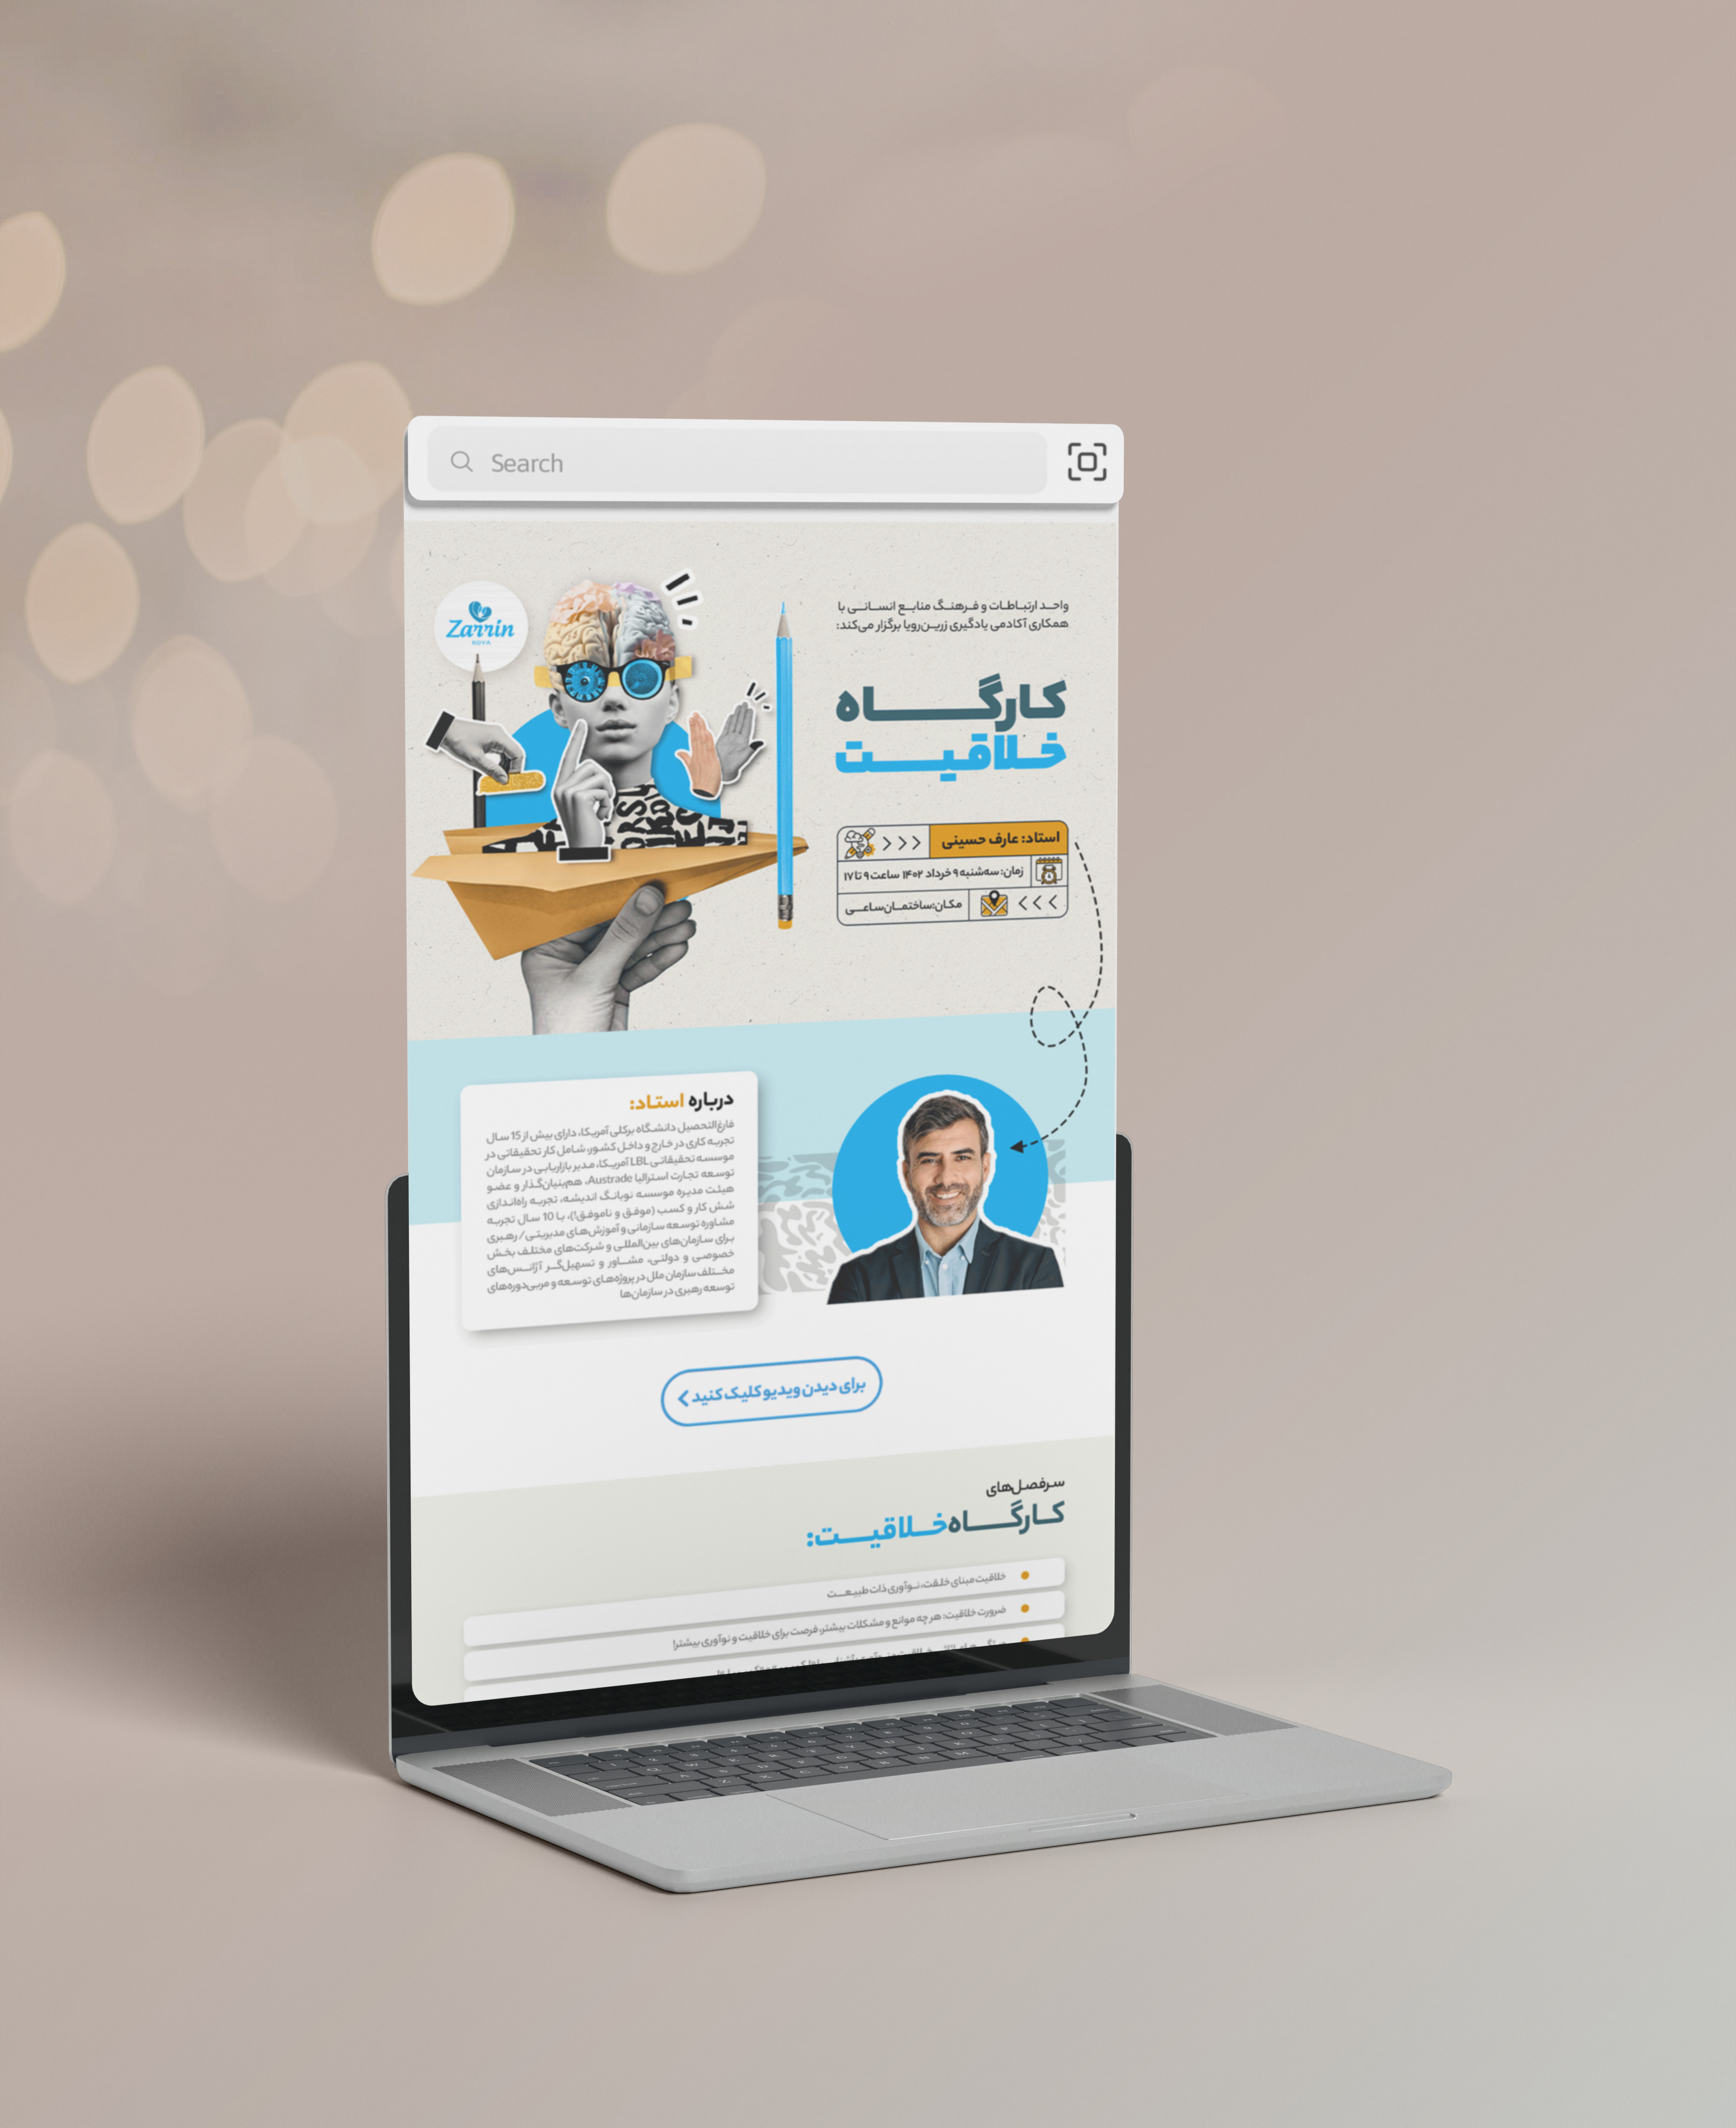 Search
Zarrin
ROYA
واحد ارتباطات و فرهنگ منابع انسانی با
همکاری آکادمی یادگیری زرین‌رویا برگزار می‌کند:
کارگاه
خلاقیت
استاد: عارف حسینی
زمان: سه‌شنبه ۹ خرداد ۱۴۰۲ ساعت ۹ تا ۱۷
مکان: ساختمان ساعی
درباره استاد:
فارغ‌التحصیل دانشگاه برکلی آمریکا، دارای بیش از 15 سال
تجربه کاری در خارج و داخل کشور، شامل کار تحقیقاتی در
موسسه تحقیقاتی LBL آمریکا، مدیر بازاریابی در سازمان
توسعه تجارت استرالیا Austrade، هم‌بنیان‌گذار و عضو
هیئت مدیره موسسه نوبانگ اندیشه، تجربه راه‌اندازی
شش کار و کسب (موفق و ناموفق!)، با 10 سال تجربه
مشاوره توسعه سازمانی و آموزش‌های مدیریتی/ رهبری
برای سازمان‌های بین‌المللی و شرکت‌های مختلف بخش
خصوصی و دولتی، مشاور و تسهیل‌گر آژانس‌های
مختلف سازمان ملل در پروژه‌های توسعه و مربی دوره‌های
توسعه رهبری در سازمان‌ها
برای دیدن ویدیو کلیک کنید
سرفصل‌های
کارگاه خلاقیت:
خلاقیت مبنای خلقت، نوآوری ذات طبیعت
ضرورت خلاقیت: هر چه موانع و مشکلات بیشتر، فرصت برای خلاقیت و نوآوری بیشتر!